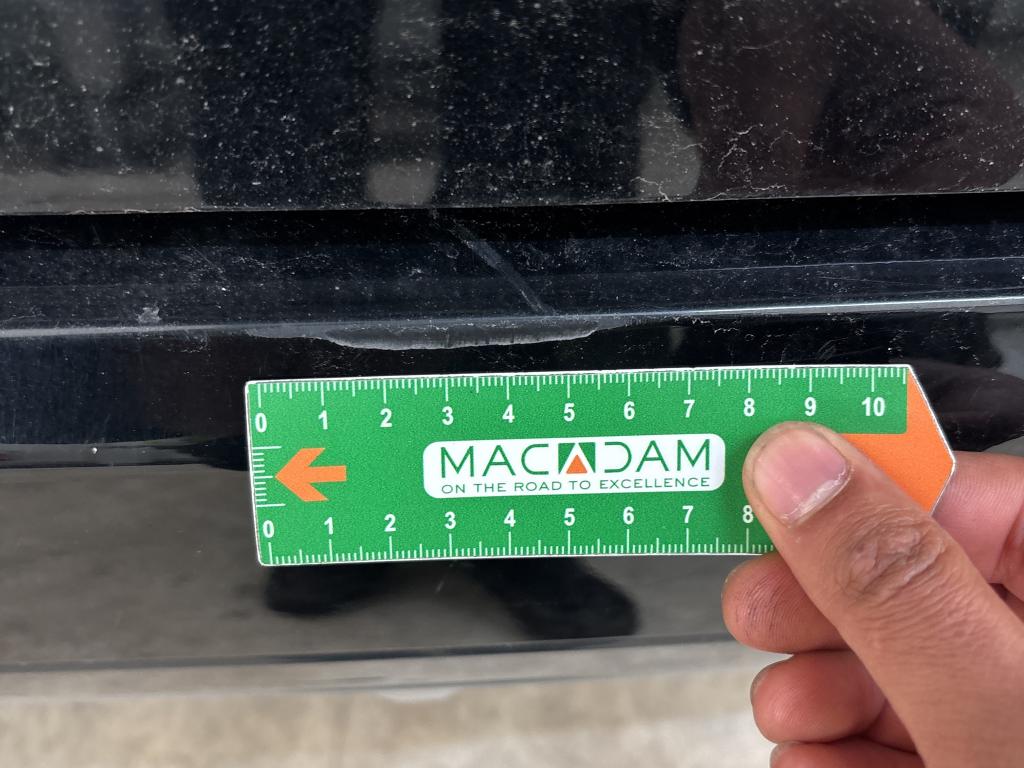 0 1 2 3 4 5 6 7 8 9 10
MACADAM
ON THE ROAD TO EXCELLENCE
0 1 2 3 4 5 6 7 8